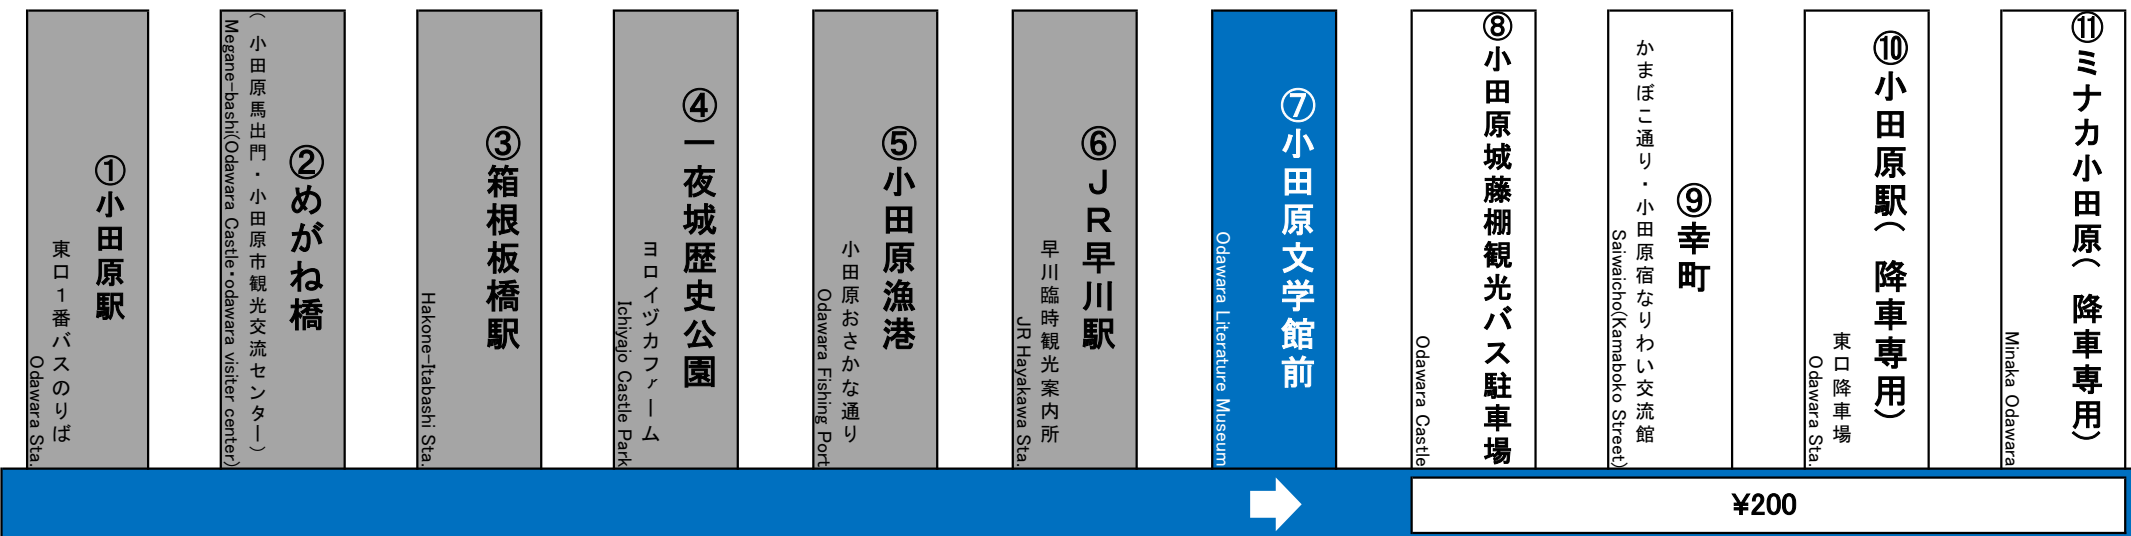 ①小田原駅
東口１番バスのりば
Odawara Sta.
②めがね橋
（小田原馬出門・小田原市観光交流センター）
Megane-bashi(Odawara Castle・odawara visiter center)
③箱根板橋駅
Hakone-Itabashi Sta.
④一夜城歴史公園
ヨロイヅカファーム
Ichiyajo Castle Park
⑤小田原漁港
小田原おさかな通り
Odawara Fishing Port
⑥ＪＲ早川駅
早川臨時観光案内所
JR Hayakawa Sta.
⑦小田原文学館前
Odawara Literature Museum
⑧小田原城藤棚観光バス駐車場
Odawara Castle
⑨幸町
かまぼこ通り・小田原宿なりわい交流館
Saiwaicho(Kamaboko Street)
⑩小田原駅（降車専用）
東口降車場
Odawara Sta.
⑪ミナカ小田原（降車専用）
Minaka Odawara
¥200